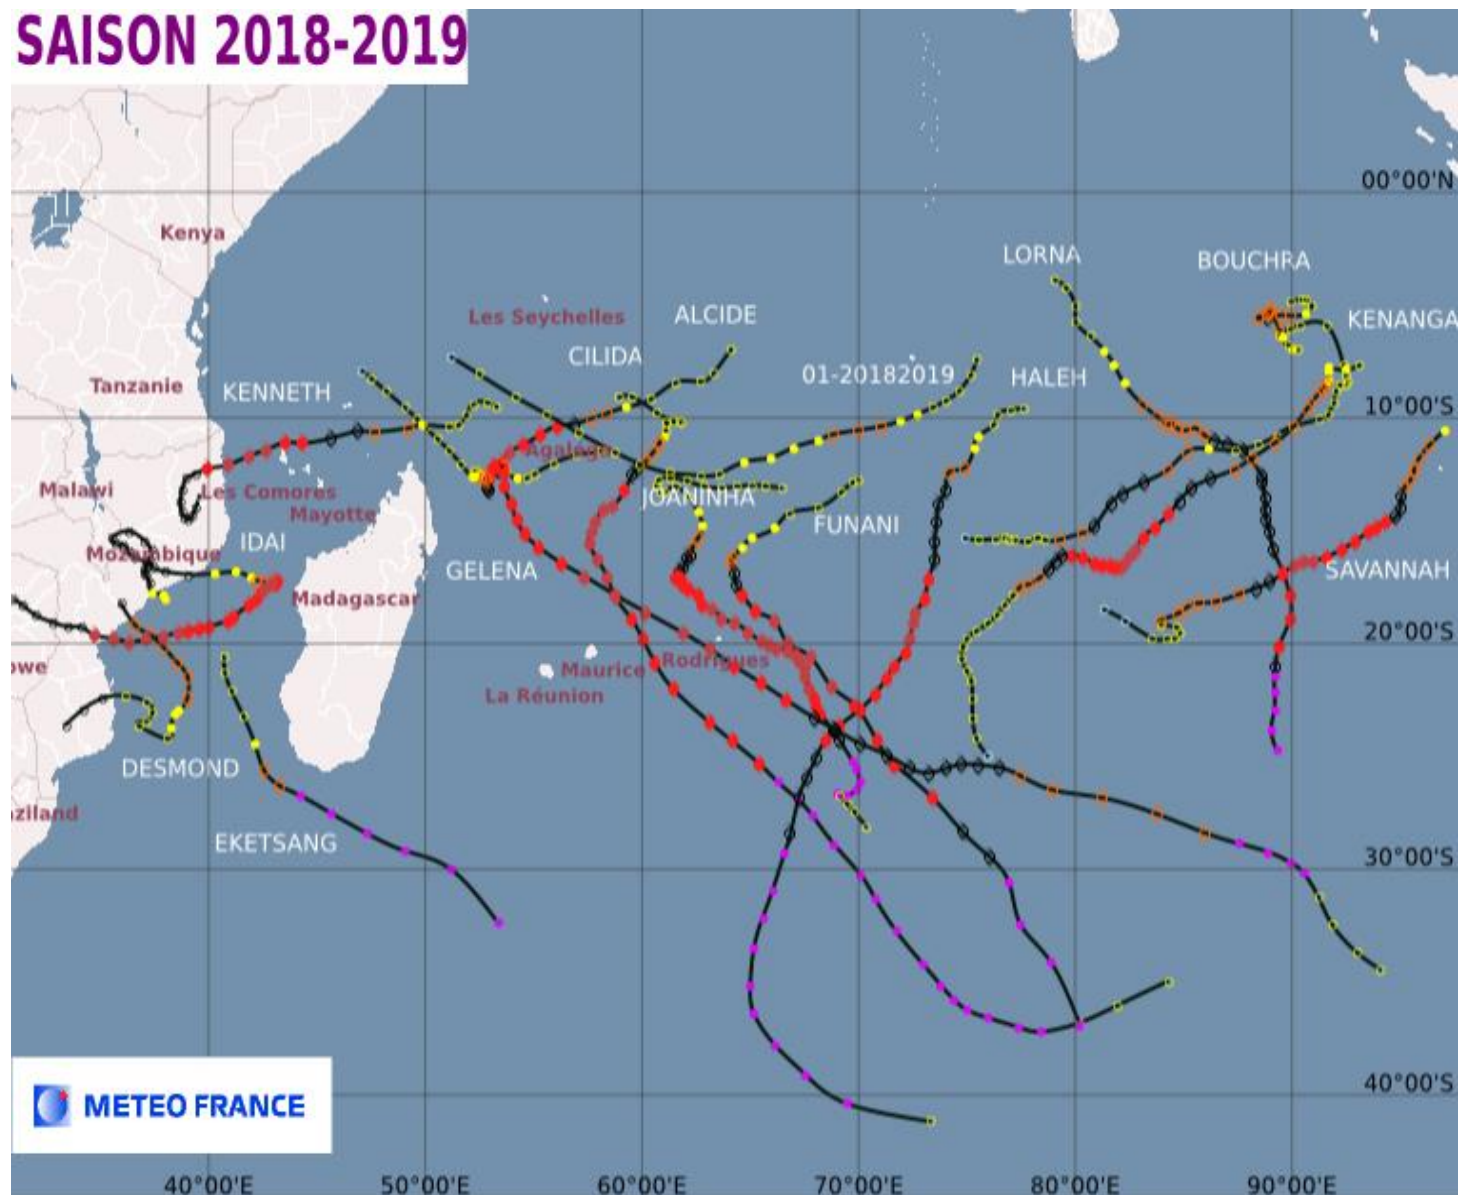 SAISON 2018-2019
00°00'N
Kenya
LORNA
BOUCHRA
Les Seychelles
ALCIDE
KENANGA
CILIDA
01-20182019
HALEH
Tanzanie
KENNETH
10°00'S
Agalega
Malawi
Les Comores
JOANINHA
Mayotte
FUNANI
IDAI
Mozambique
GELENA
SAVANNAH
Madagascar
20°00'S
owe
Maurice
Rodrigues
La Réunion
DESMOND
ziland
EKETSANG
30°00'S
40°00'S
METEO FRANCE
40°00'E
50°00'E
60°00'E
70°00'E
80°00'E
90°00'E